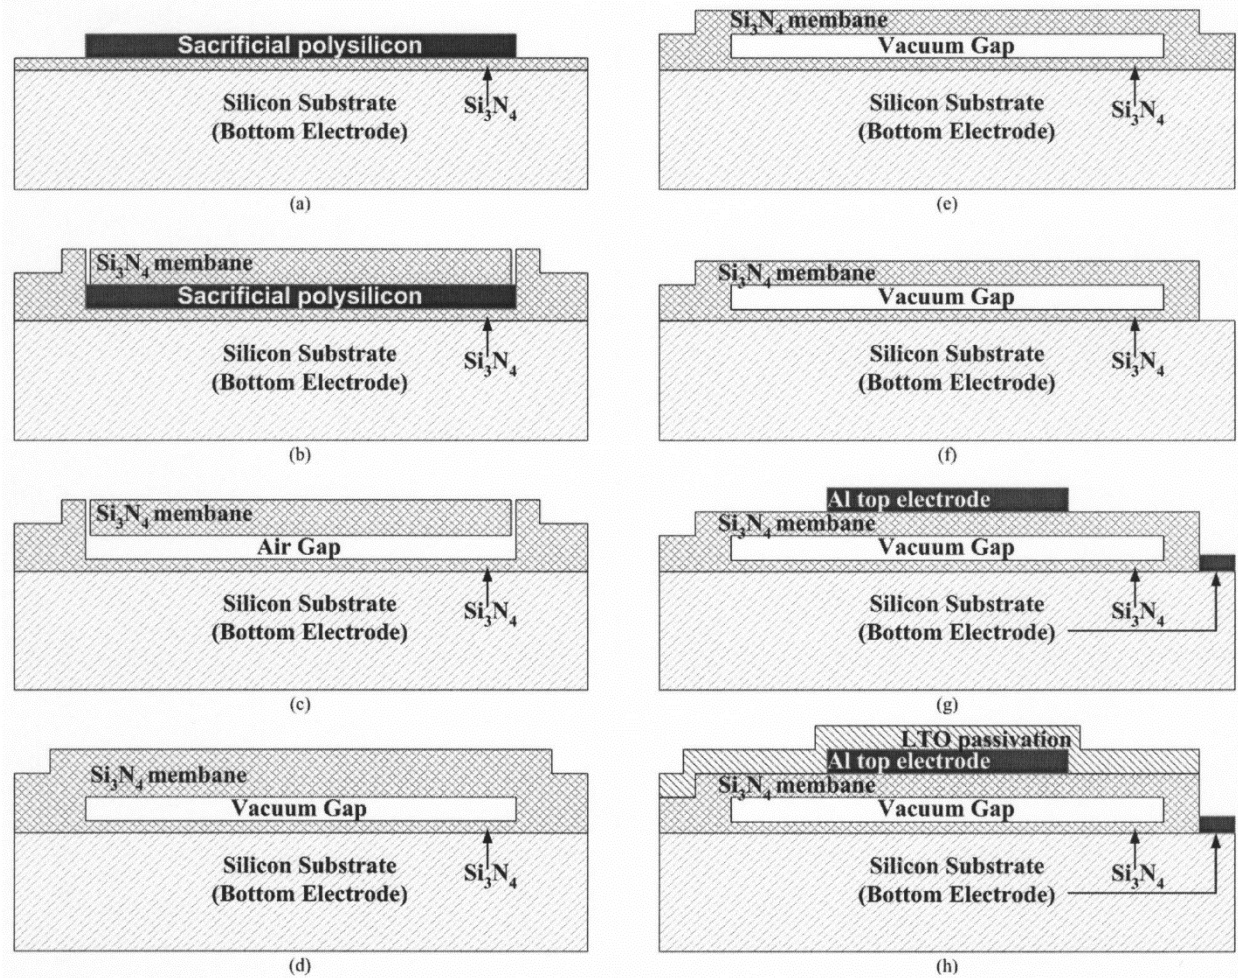 Sacrificial polysilicon
Silicon Substrate
(Bottom Electrode)
Si₃N₄
(a)
Si₃N₄ membane
Sacrificial polysilicon
Silicon Substrate
(Bottom Electrode)
Si₃N₄
(b)
Si₃N₄ membane
Air Gap
Silicon Substrate
(Bottom Electrode)
Si₃N₄
(c)
Si₃N₄ membane
Vacuum Gap
Silicon Substrate
(Bottom Electrode)
Si₃N₄
(d)
Si₃N₄ membane
Vacuum Gap
Silicon Substrate
(Bottom Electrode)
Si₃N₄
(e)
Si₃N₄ membane
Vacuum Gap
Silicon Substrate
(Bottom Electrode)
Si₃N₄
(f)
Al top electrode
Si₃N₄ membane
Vacuum Gap
Silicon Substrate
(Bottom Electrode)
Si₃N₄
(g)
LTO passivation
Al top electrode
Si₃N₄ membane
Vacuum Gap
Silicon Substrate
(Bottom Electrode)
Si₃N₄
(h)